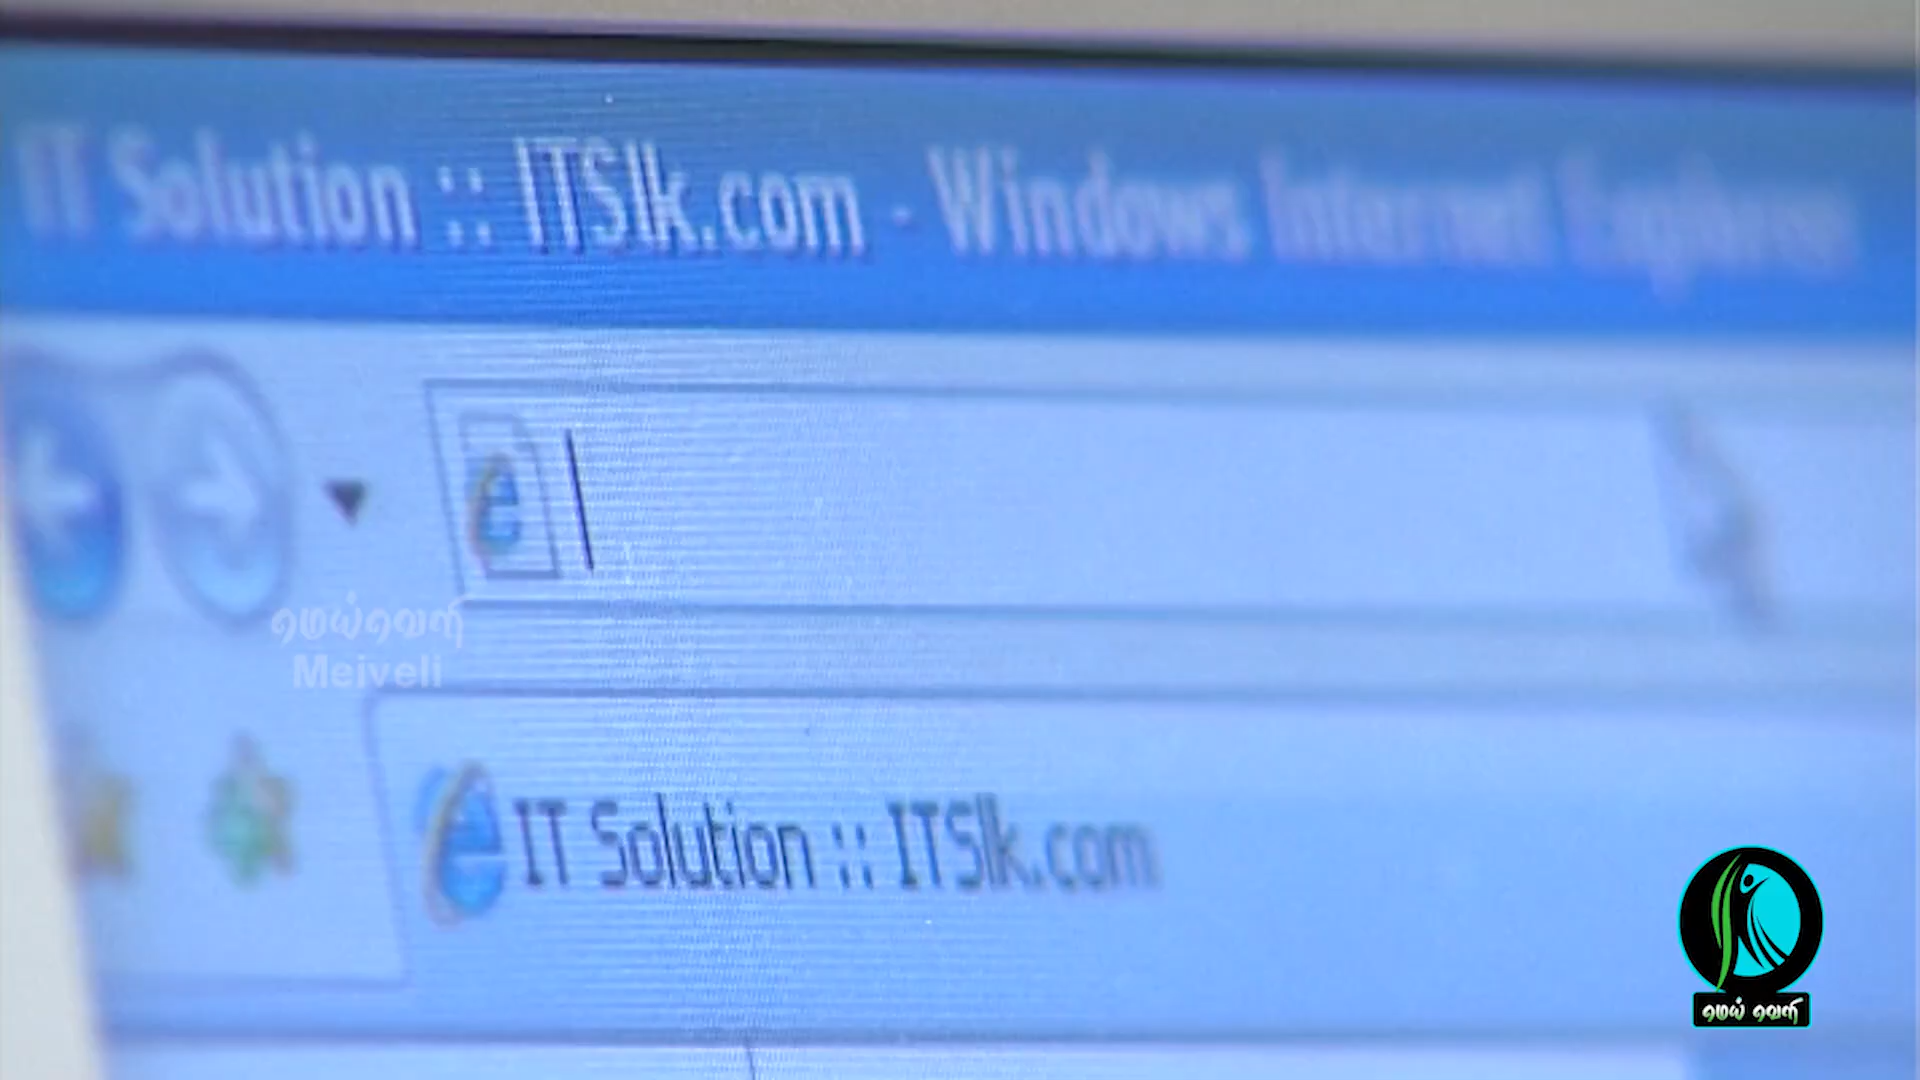 IT Solution :: ITSlk.com - Windows Internet Explorer
மெய்வெளி
Meiveli
IT Solution :: ITSlk.com
மெய் வெளி